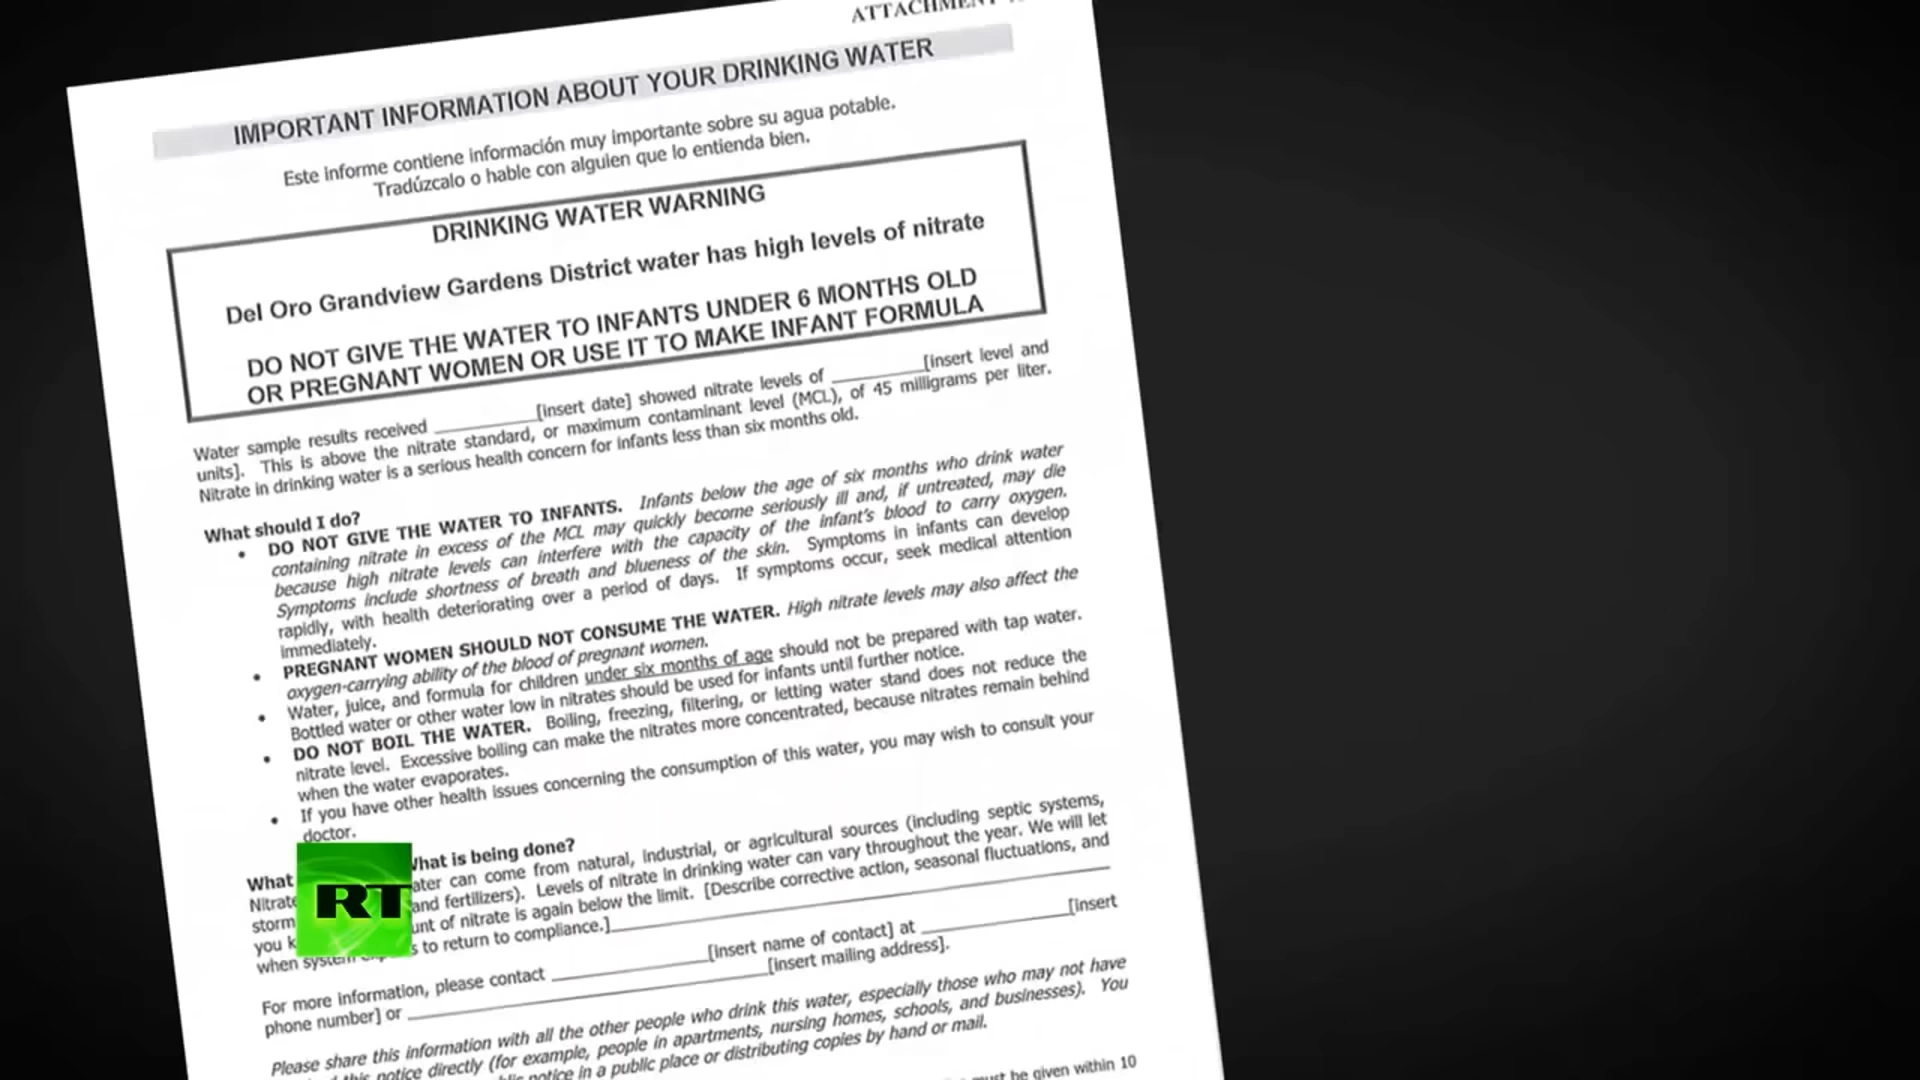 ATTACHMENT
IMPORTANT INFORMATION ABOUT YOUR DRINKING WATER
Este informe contiene información muy importante sobre su agua potable.
Tradúzcalo o hable con alguien que lo entienda bien.
DRINKING WATER WARNING
Del Oro Grandview Gardens District water has high levels of nitrate
DO NOT GIVE THE WATER TO INFANTS UNDER 6 MONTHS OLD
OR PREGNANT WOMEN OR USE IT TO MAKE INFANT FORMULA
Water sample results received __________[insert date] showed nitrate levels of _________[insert level and
units]. This is above the nitrate standard, or maximum contaminant level (MCL), of 45 milligrams per liter.
Nitrate in drinking water is a serious health concern for infants less than six months old.
What should I do?
• DO NOT GIVE THE WATER TO INFANTS. Infants below the age of six months who drink water
containing nitrate in excess of the MCL may quickly become seriously ill and, if untreated, may die
because high nitrate levels can interfere with the capacity of the infant's blood to carry oxygen.
Symptoms include shortness of breath and blueness of the skin. Symptoms in infants can develop
rapidly, with health deteriorating over a period of days. If symptoms occur, seek medical attention
immediately.
• PREGNANT WOMEN SHOULD NOT CONSUME THE WATER. High nitrate levels may also affect the
oxygen-carrying ability of the blood of pregnant women.
• Water, juice, and formula for children under six months of age should not be prepared with tap water.
Bottled water or other water low in nitrates should be used for infants until further notice.
• DO NOT BOIL THE WATER. Boiling, freezing, filtering, or letting water stand does not reduce the
nitrate level. Excessive boiling can make the nitrates more concentrated, because nitrates remain behind
when the water evaporates.
• If you have other health issues concerning the consumption of this water, you may wish to consult your
doctor.
What What is being done?
Nitrate ater can come from natural, industrial, or agricultural sources (including septic systems,
storm and fertilizers). Levels of nitrate in drinking water can vary throughout the year. We will let
you k unt of nitrate is again below the limit. [Describe corrective action, seasonal fluctuations, and
when system s to return to compliance.]__________
For more information, please contact _______________[insert name of contact] at ______________[insert
phone number] or __________[insert mailing address].
Please share this information with all the other people who drink this water, especially those who may not have
this notice directly (for example, people in apartments, nursing homes, schools, and businesses). You
notice in a public place or distributing copies by hand or mail.
must be given within 10
RT